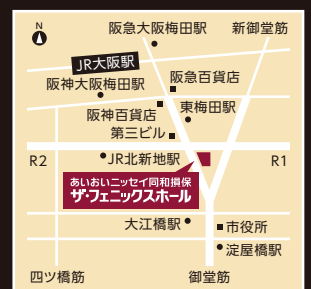 阪急大阪梅田駅
新御堂筋
N
JR大阪駅
阪神大阪梅田駅
阪急百貨店
阪神百貨店
東梅田駅
第三ビル
R2
JR北新地駅
R1
あいおいニッセイ同和損保
ザ・フェニックスホール
大江橋駅
市役所
淀屋橋駅
四ツ橋筋
御堂筋